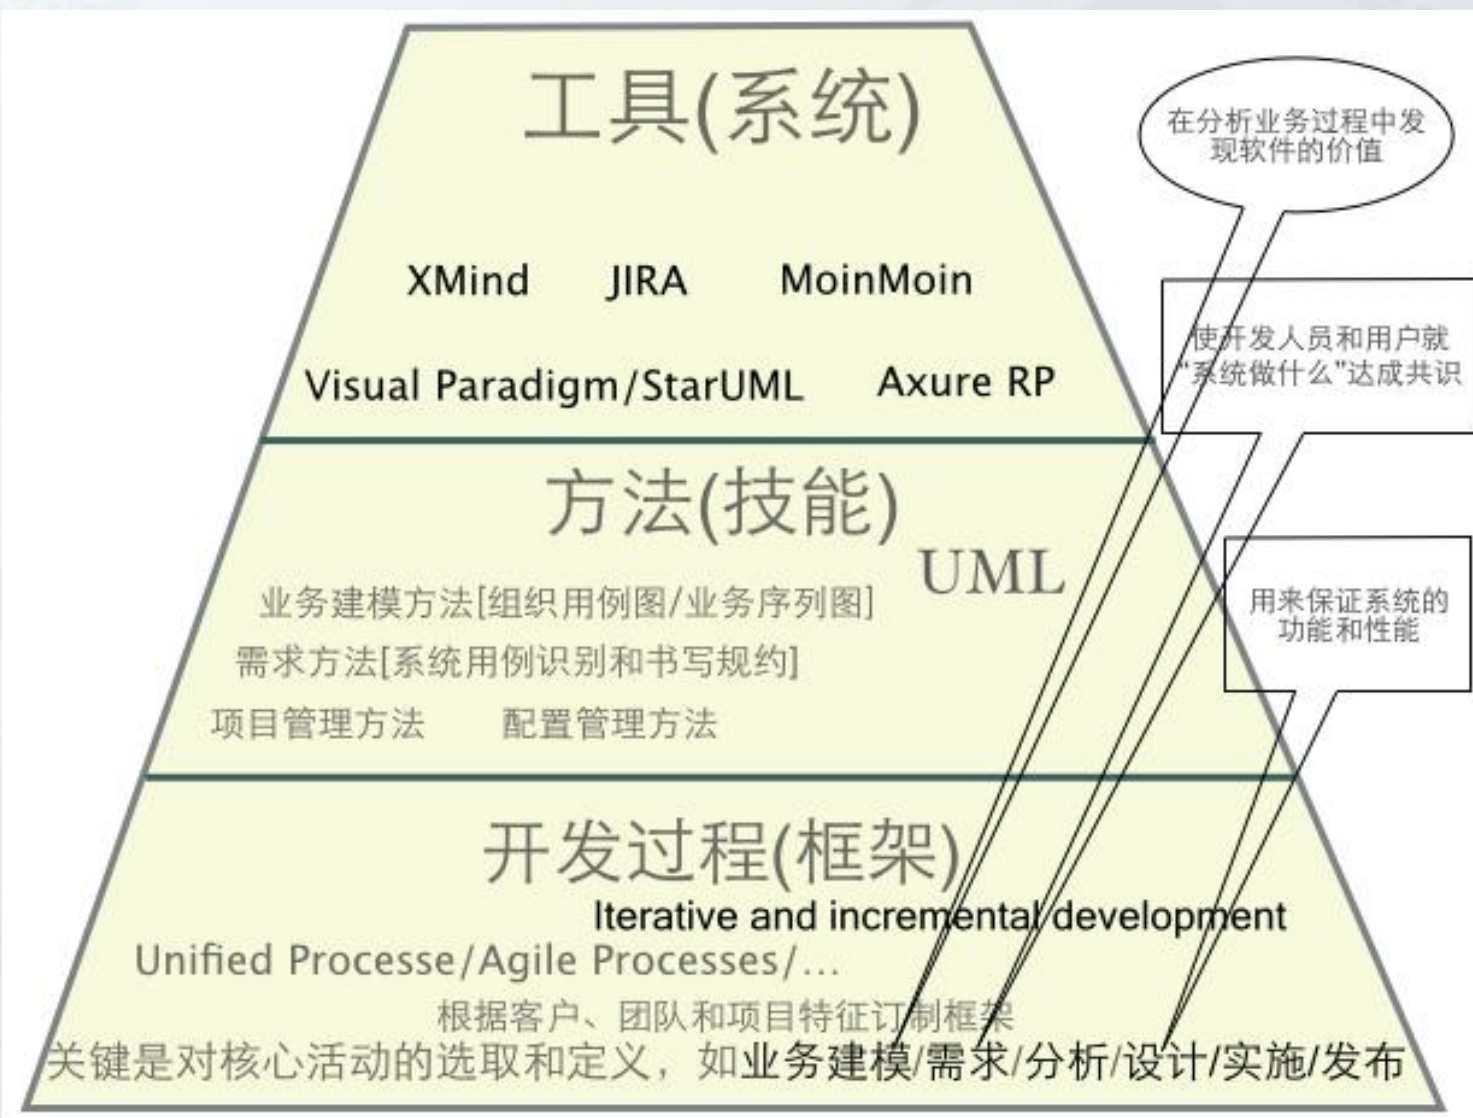 工具(系统)
在分析业务过程中发
现软件的价值
XMind JIRA MoinMoin
使开发人员和用户就
“系统做什么”达成共识
Visual Paradigm/StarUML Axure RP
方法(技能)
UML
业务建模方法[组织用例图/业务序列图]
用来保证系统的
功能和性能
需求方法[系统用例识别和书写规约]
项目管理方法 配置管理方法
开发过程(框架)
Iterative and incremental development
Unified Processe/Agile Processes/...
根据客户、团队和项目特征订制框架
关键是对核心活动的选取和定义，如业务建模/需求/分析/设计/实施/发布